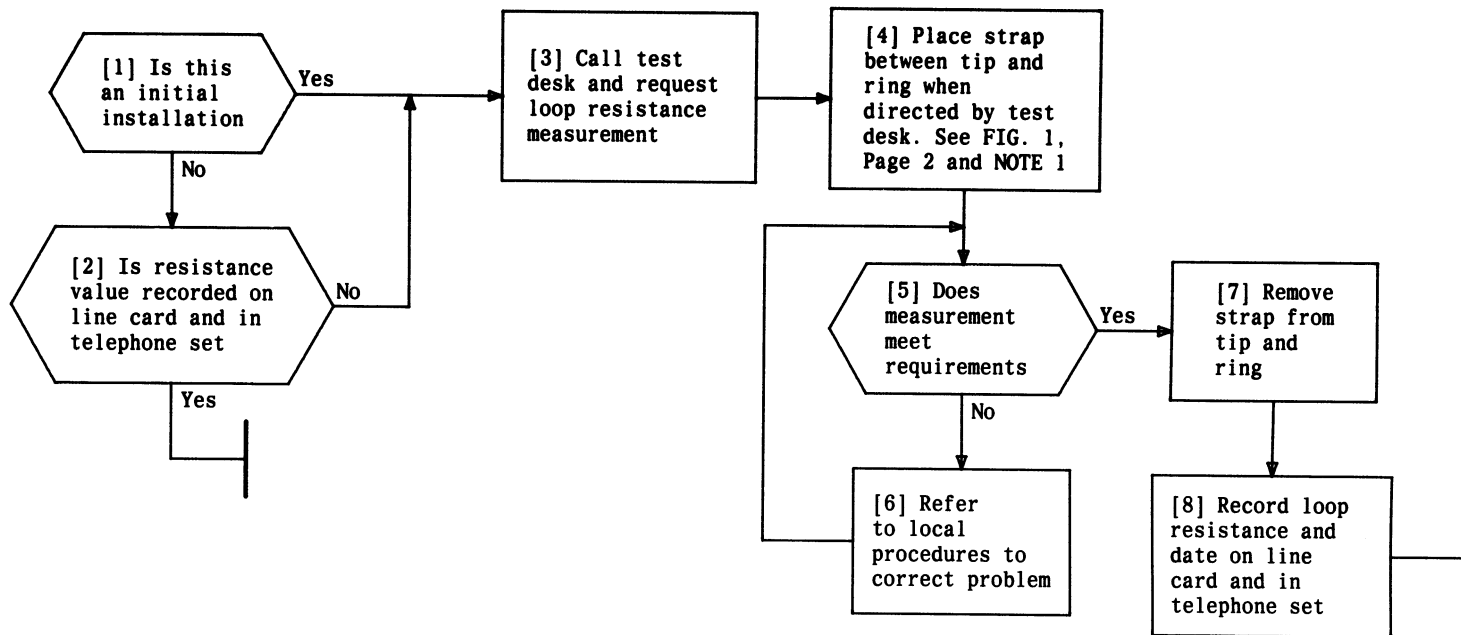 [1] Is this
an initial
installation
Yes
No
[2] Is resistance
value recorded on
line card and in
telephone set
No
Yes
[3] Call test
desk and request
loop resistance
measurement
[4] Place strap
between tip and
ring when
directed by test
desk. See FIG. 1,
Page 2 and NOTE 1
[5] Does
measurement
meet
requirements
Yes
No
[6] Refer
to local
procedures to
correct problem
[7] Remove
strap from
tip and
ring
[8] Record loop
resistance and
date on line
card and in
telephone set